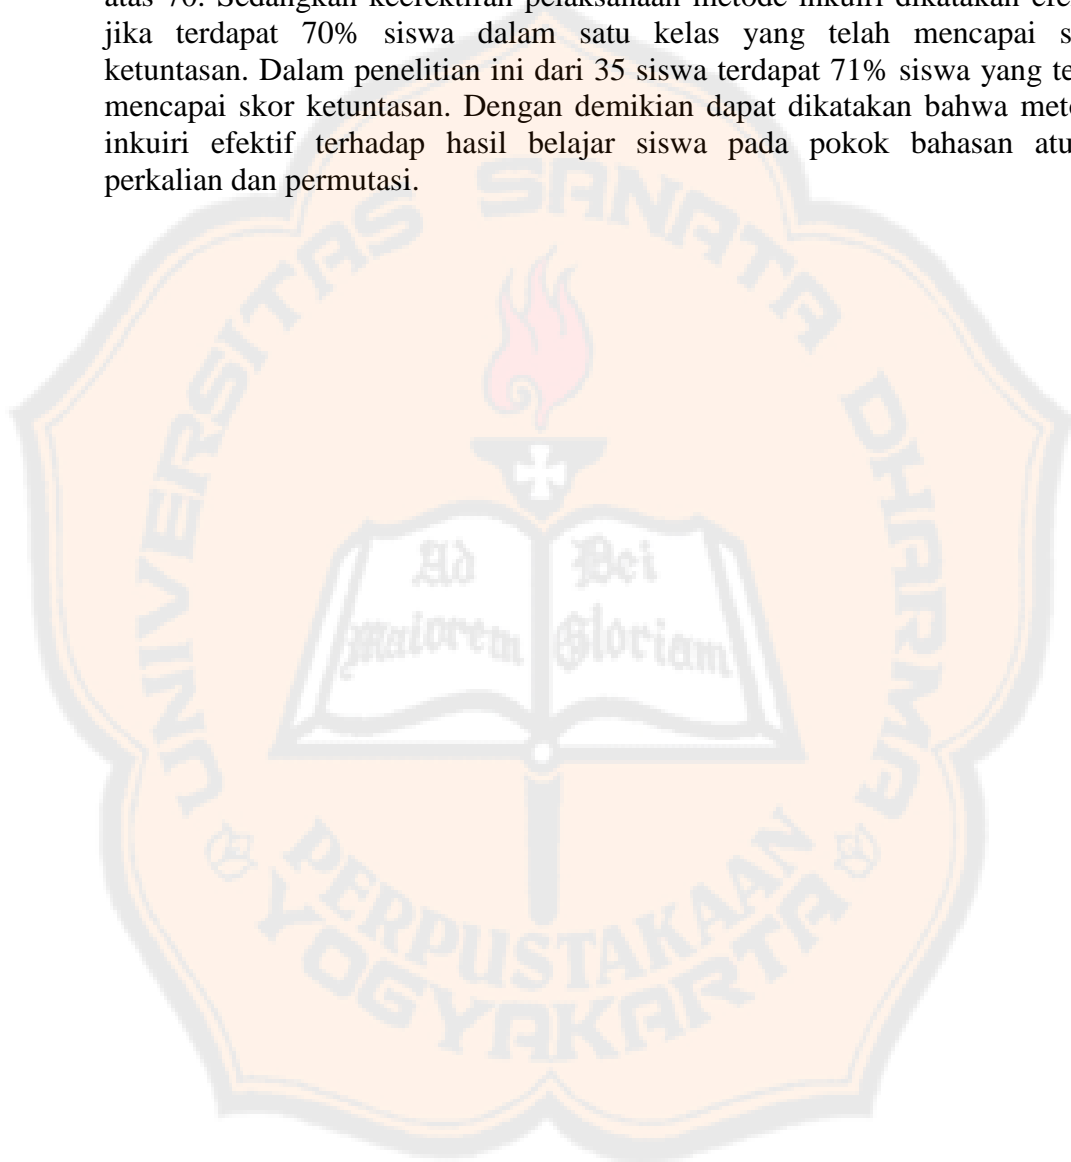 atas 70. Sedangkan keefektifan pelaksanaan metode inkuiri dikatakan
jika terdapat 70% siswa dalam satu kelas yang telah mencapai
ketuntasan. Dalam penelitian ini dari 35 siswa terdapat 71% siswa yang te
mencapai skor ketuntasan. Dengan demikian dapat dikatakan bahwa meto
inkuiri efektif terhadap hasil belajar siswa pada pokok bahasan atu
perkalian dan permutasi.
UNIVERSITAS SANATA DHARMA
Ad Dei
Maiorem Gloriam
PERPUSTAKAAN
YOGYAKARTA